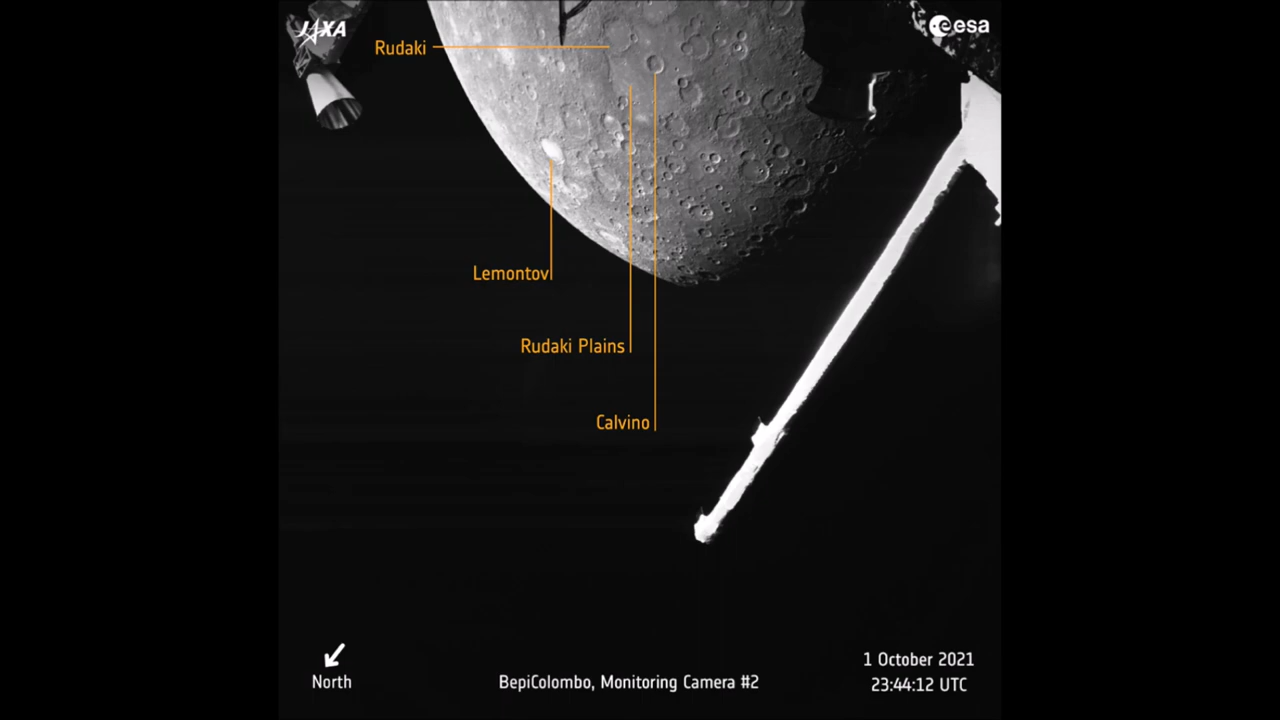 JAXA
esa
Rudaki
Lemontov
Rudaki Plains
Calvino
North
BepiColombo, Monitoring Camera #2
1 October 2021
23:44:12 UTC